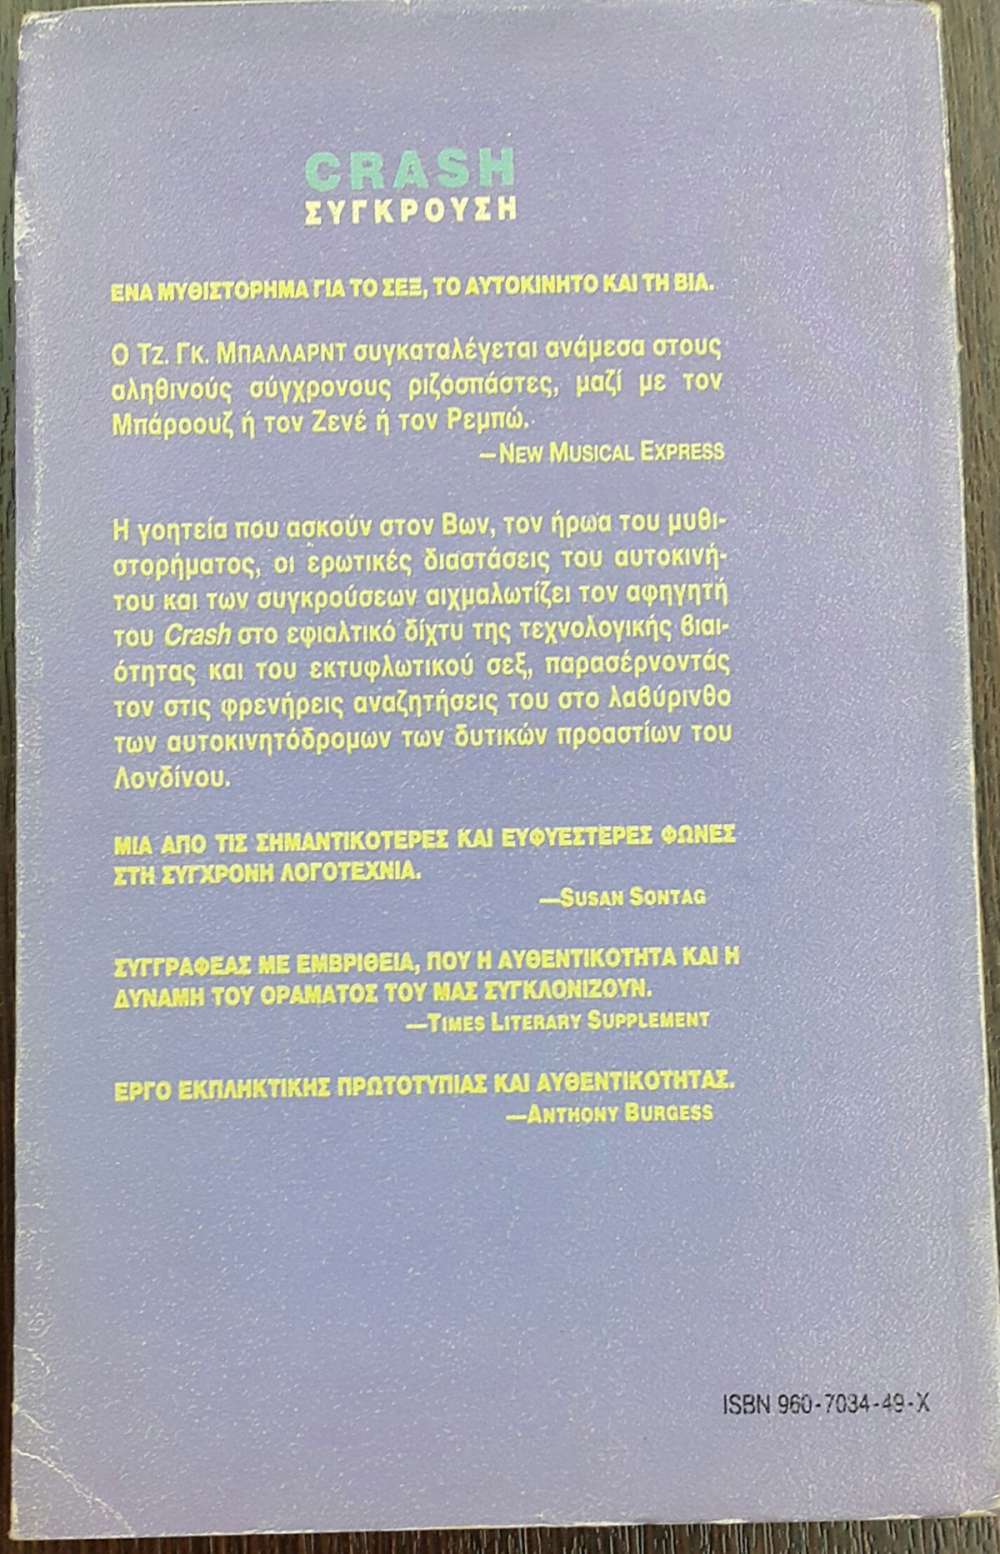 CRASH
ΣΥΓΚΡΟΥΣΗ
ΕΝΑ ΜΥΘΙΣΤΟΡΗΜΑ ΓΙΑ ΤΟ ΣΕΞ, ΤΟ ΑΥΤΟΚΙΝΗΤΟ ΚΑΙ ΤΗ ΒΙΑ.
Ο ΤΖ. ΓΚ. ΜΠΑΛΛΑΡΝΤ συγκαταλέγεται ανάμεσα στους
αληθινούς σύγχρονους ριζοσπάστες, μαζί με τον
Μπάροουζ ή τον Ζενέ ή τον Ρεμπώ.
—NEW MUSICAL EXPRESS
Η γοητεία που ασκούν στον Βων, τον ήρωα του μυθι-
στορήματος, οι ερωτικές διαστάσεις του αυτοκινή-
του και των συγκρούσεων αιχμαλωτίζει τον αφηγητή
του Crash στο εφιαλτικό δίχτυ της τεχνολογικής βιαι-
ότητας και του εκτυφλωτικού σεξ, παρασέρνοντάς
τον στις φρενήρεις αναζητήσεις του στο λαβύρινθο
των αυτοκινητόδρομων των δυτικών προαστίων του
Λονδίνου.
ΜΙΑ ΑΠΟ ΤΙΣ ΣΗΜΑΝΤΙΚΟΤΕΡΕΣ ΚΑΙ ΕΥΦΥΕΣΤΕΡΕΣ ΦΩΝΕΣ
ΣΤΗ ΣΥΓΧΡΟΝΗ ΛΟΓΟΤΕΧΝΙΑ.
—SUSAN SONTAG
ΣΥΓΓΡΑΦΕΑΣ ΜΕ ΕΜΒΡΙΘΕΙΑ, ΠΟΥ Η ΑΥΘΕΝΤΙΚΟΤΗΤΑ ΚΑΙ Η
ΔΥΝΑΜΗ ΤΟΥ ΟΡΑΜΑΤΟΣ ΤΟΥ ΜΑΣ ΣΥΓΚΛΟΝΙΖΟΥΝ.
—TIMES LITERARY SUPPLEMENT
ΕΡΓΟ ΕΚΠΛΗΚΤΙΚΗΣ ΠΡΩΤΟΤΥΠΙΑΣ ΚΑΙ ΑΥΘΕΝΤΙΚΟΤΗΤΑΣ.
—ANTHONY BURGESS
ISBN 960-7034-49-X